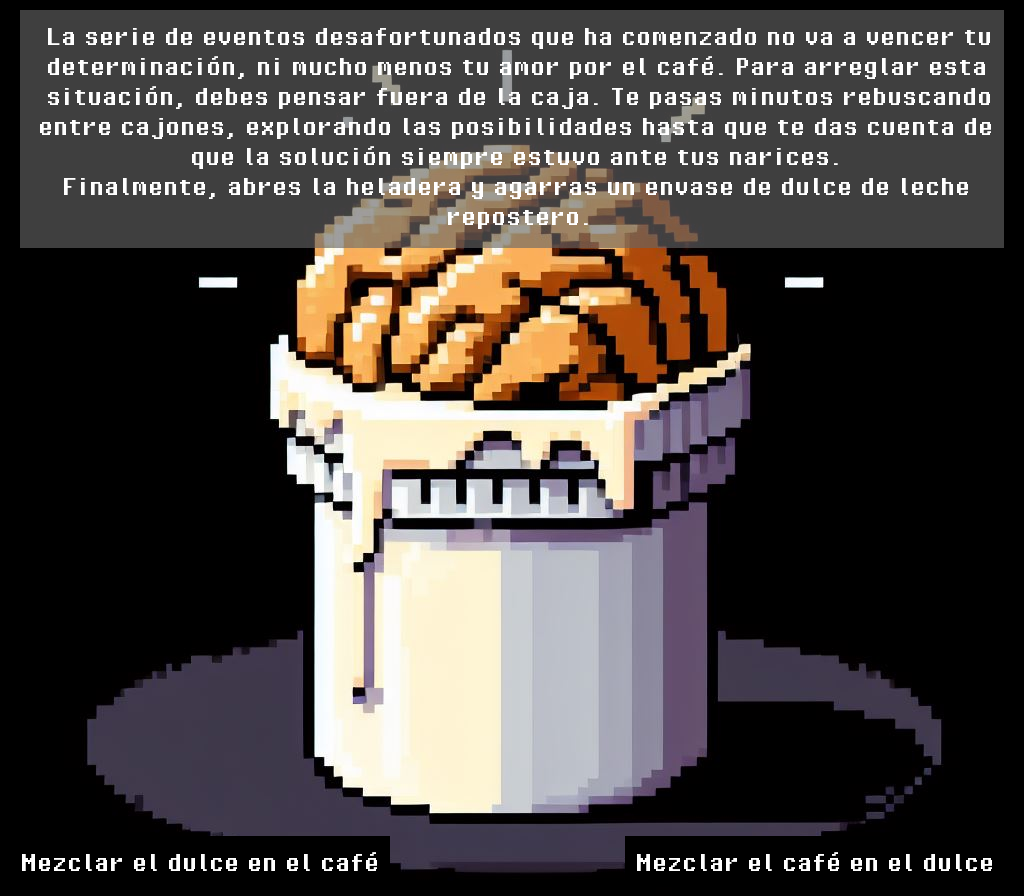 La serie de eventos desafortunados que ha comenzado no va a vencer tu
determinación, ni mucho menos tu amor por el café. Para arreglar esta
situación, debes pensar fuera de la caja. Te pasas minutos rebuscando
entre cajones, explorando las posibilidades hasta que te das cuenta de
que la solución siempre estuvo ante tus narices.
Finalmente, abres la heladera y agarras un envase de dulce de leche
repostero.
Mezclar el dulce en el café
Mezclar el café en el dulce